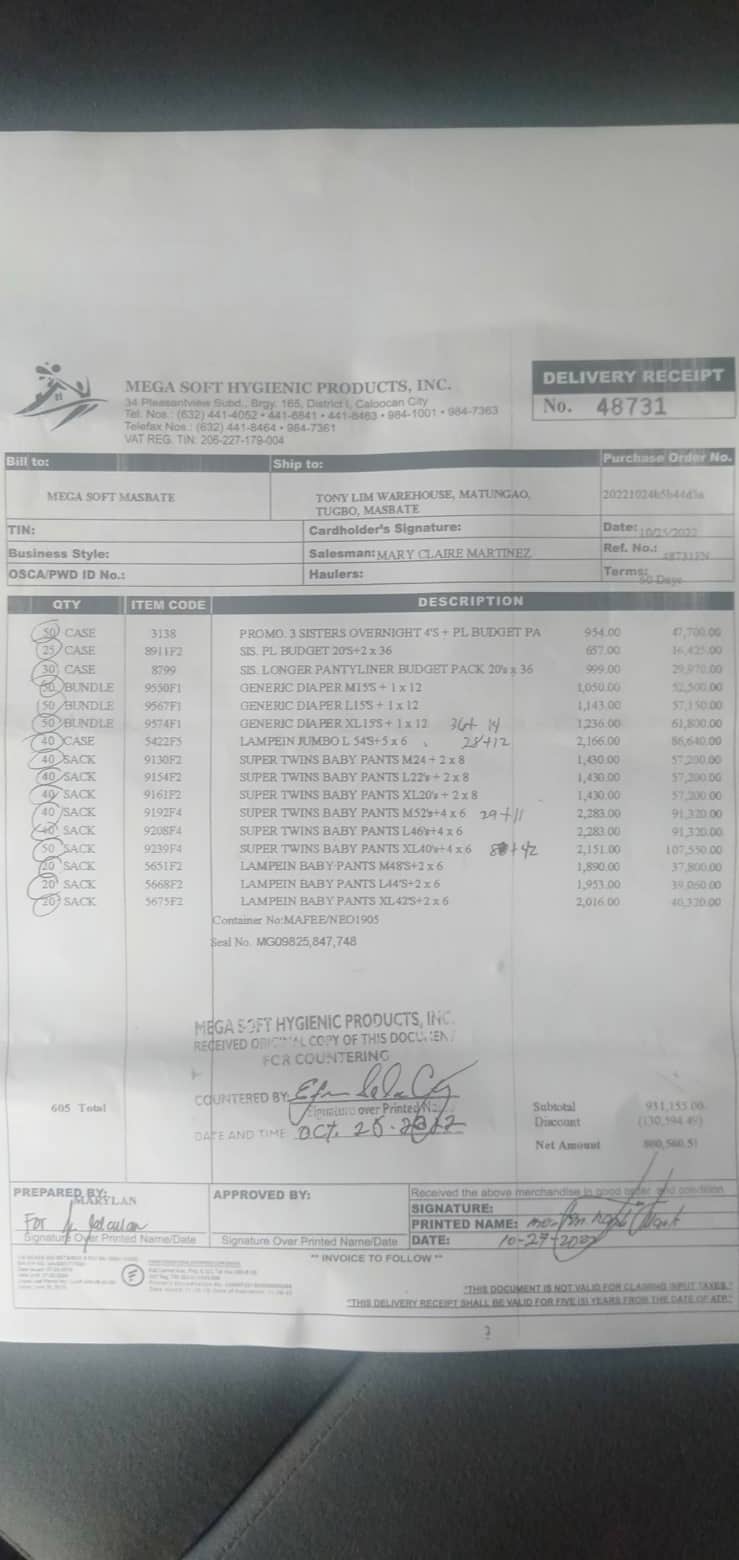 MEGA SOFT HYGIENIC PRODUCTS, INC.
34 Pleasantview Subd., Brgy. 165, District I, Caloocan City
Tel. Nos.: (632) 441-4052 • 441-6841 • 441-8463 • 984-1001 • 984-7363
Telefax Nos.: (632) 441-8464 • 984-7361
VAT REG. TIN: 206-227-179-004
DELIVERY RECEIPT
No. 48731
Bill to: Ship to: Purchase Order No.
MEGA SOFT MASBATE
TONY LIM WAREHOUSE, MATUNGAO,
TUGBO, MASBATE
TIN: Cardholder's Signature: Date: 10/25/2022
Business Style: Salesman: MARY CLAIRE MARTINEZ Ref. No.:
OSCA/PWD ID No.: Haulers: Terms: 60 Days
QTY ITEM CODE DESCRIPTION
50 CASE 3138 PROMO. 3 SISTERS OVERNIGHT 4'S + PL BUDGET PA 954.00 47,700.00
25 CASE 8911F2 SIS. PL BUDGET 20'S+2 x 36 657.00 16,425.00
30 CASE 8799 SIS. LONGER PANTYLINER BUDGET PACK 20's x 36 999.00 29,970.00
50 BUNDLE 9550F1 GENERIC DIAPER M15'S + 1 x 12 1,050.00 52,500.00
50 BUNDLE 9567F1 GENERIC DIAPER L15'S + 1 x 12 1,143.00 57,150.00
50 BUNDLE 9574F1 GENERIC DIAPER XL15'S + 1 x 12 36+ 14 1,236.00 61,800.00
40 CASE 5422F5 LAMPEIN JUMBO L 54'S+5 x 6 28+12 2,166.00 86,640.00
40 SACK 9130F2 SUPER TWINS BABY PANTS M24 + 2 x 8 1,430.00 57,200.00
40 SACK 9154F2 SUPER TWINS BABY PANTS L22's + 2 x 8 1,430.00 57,200.00
40 SACK 9161F2 SUPER TWINS BABY PANTS XL20's + 2 x 8 1,430.00 57,200.00
40 SACK 9192F4 SUPER TWINS BABY PANTS M52's+4 x 6 29+11 2,283.00 91,320.00
40 SACK 9208F4 SUPER TWINS BABY PANTS L46's+4 x 6 2,283.00 91,320.00
50 SACK 9239F4 SUPER TWINS BABY PANTS XL40's+4 x 6 +42 2,151.00 107,550.00
20 SACK 5651F2 LAMPEIN BABY PANTS M48'S+2 x 6 1,890.00 37,800.00
20 SACK 5668F2 LAMPEIN BABY PANTS L44'S+2 x 6 1,953.00 39,060.00
20 SACK 5675F2 LAMPEIN BABY PANTS XL42'S+2 x 6 2,016.00 40,320.00
Container No:MAFEE/NEO1905
Seal No. MG09825,847,748
MEGA SOFT HYGIENIC PRODUCTS, INC.
RECEIVED ORIGINAL COPY OF THIS DOCUMENT
FOR COUNTERING
COUNTERED BY:
Signature over Printed Name
DATE AND TIME OCT. 25. 2022
605 Total
Subtotal 931,155.00
Discount (130,594.49)
Net Amount 800,560.51
PREPARED BY: MARYLAN
For
Signature Over Printed Name/Date
APPROVED BY:
Signature Over Printed Name/Date
Received the above merchandise in good order and condition
SIGNATURE:
PRINTED NAME:
DATE: 10-27-2022
** INVOICE TO FOLLOW **
"THIS DOCUMENT IS NOT VALID FOR CLAIMING INPUT TAXES."
"THIS DELIVERY RECEIPT SHALL BE VALID FOR FIVE (5) YEARS FROM THE DATE OF ATP."